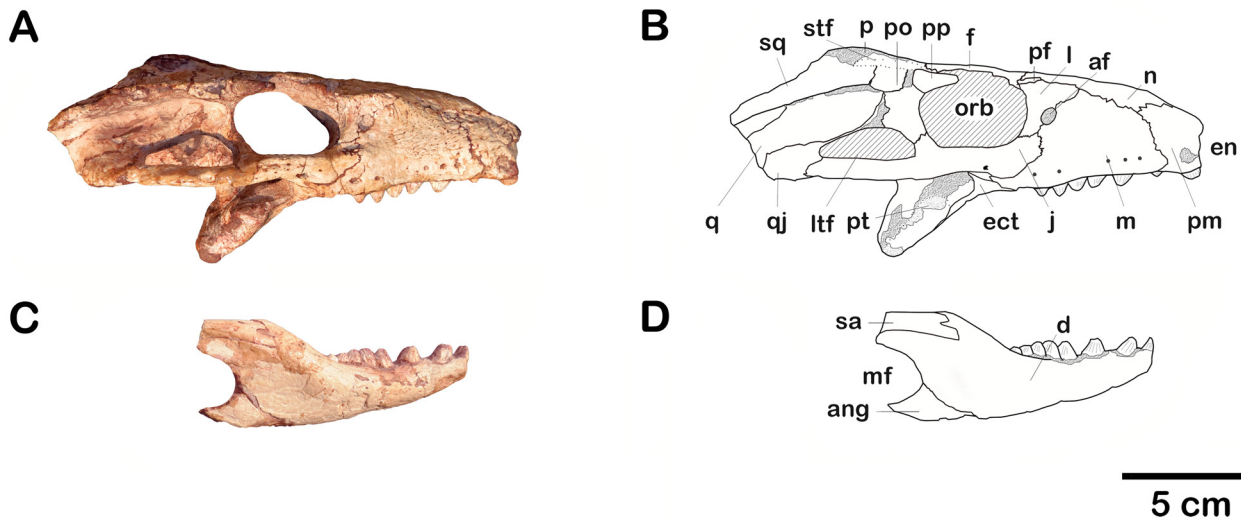 A
B
sq stf p po pp f pf l af n
orb
en
q qj ltf pt ect j m pm
C
D
sa d
mf
ang
5 cm